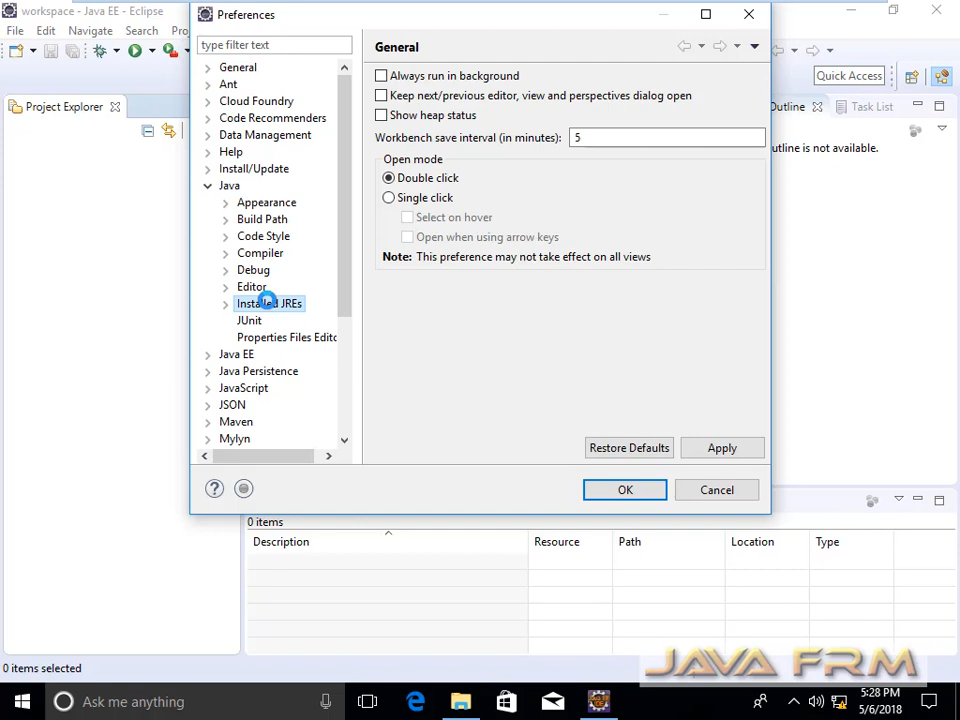 workspace - Java EE - Eclipse
File Edit Navigate Search
Quick Access
Project Explorer
Task List
Preferences
type filter text
General
Ant
Cloud Foundry
Code Recommenders
Data Management
Help
Install/Update
Java
Appearance
Build Path
Code Style
Compiler
Debug
Editor
Installed JREs
JUnit
Properties Files Edito
Java EE
Java Persistence
JavaScript
JSON
Maven
Mylyn
General
Always run in background
Keep next/previous editor, view and perspectives dialog open
Show heap status
Workbench save interval (in minutes): 5
Open mode
Double click
Single click
Select on hover
Open when using arrow keys
Note: This preference may not take effect on all views
Restore Defaults Apply
OK Cancel
is not available.
0 items
Description Resource Path Location Type
0 items selected
JAVA FRM
Ask me anything
5:28 PM
5/6/2018